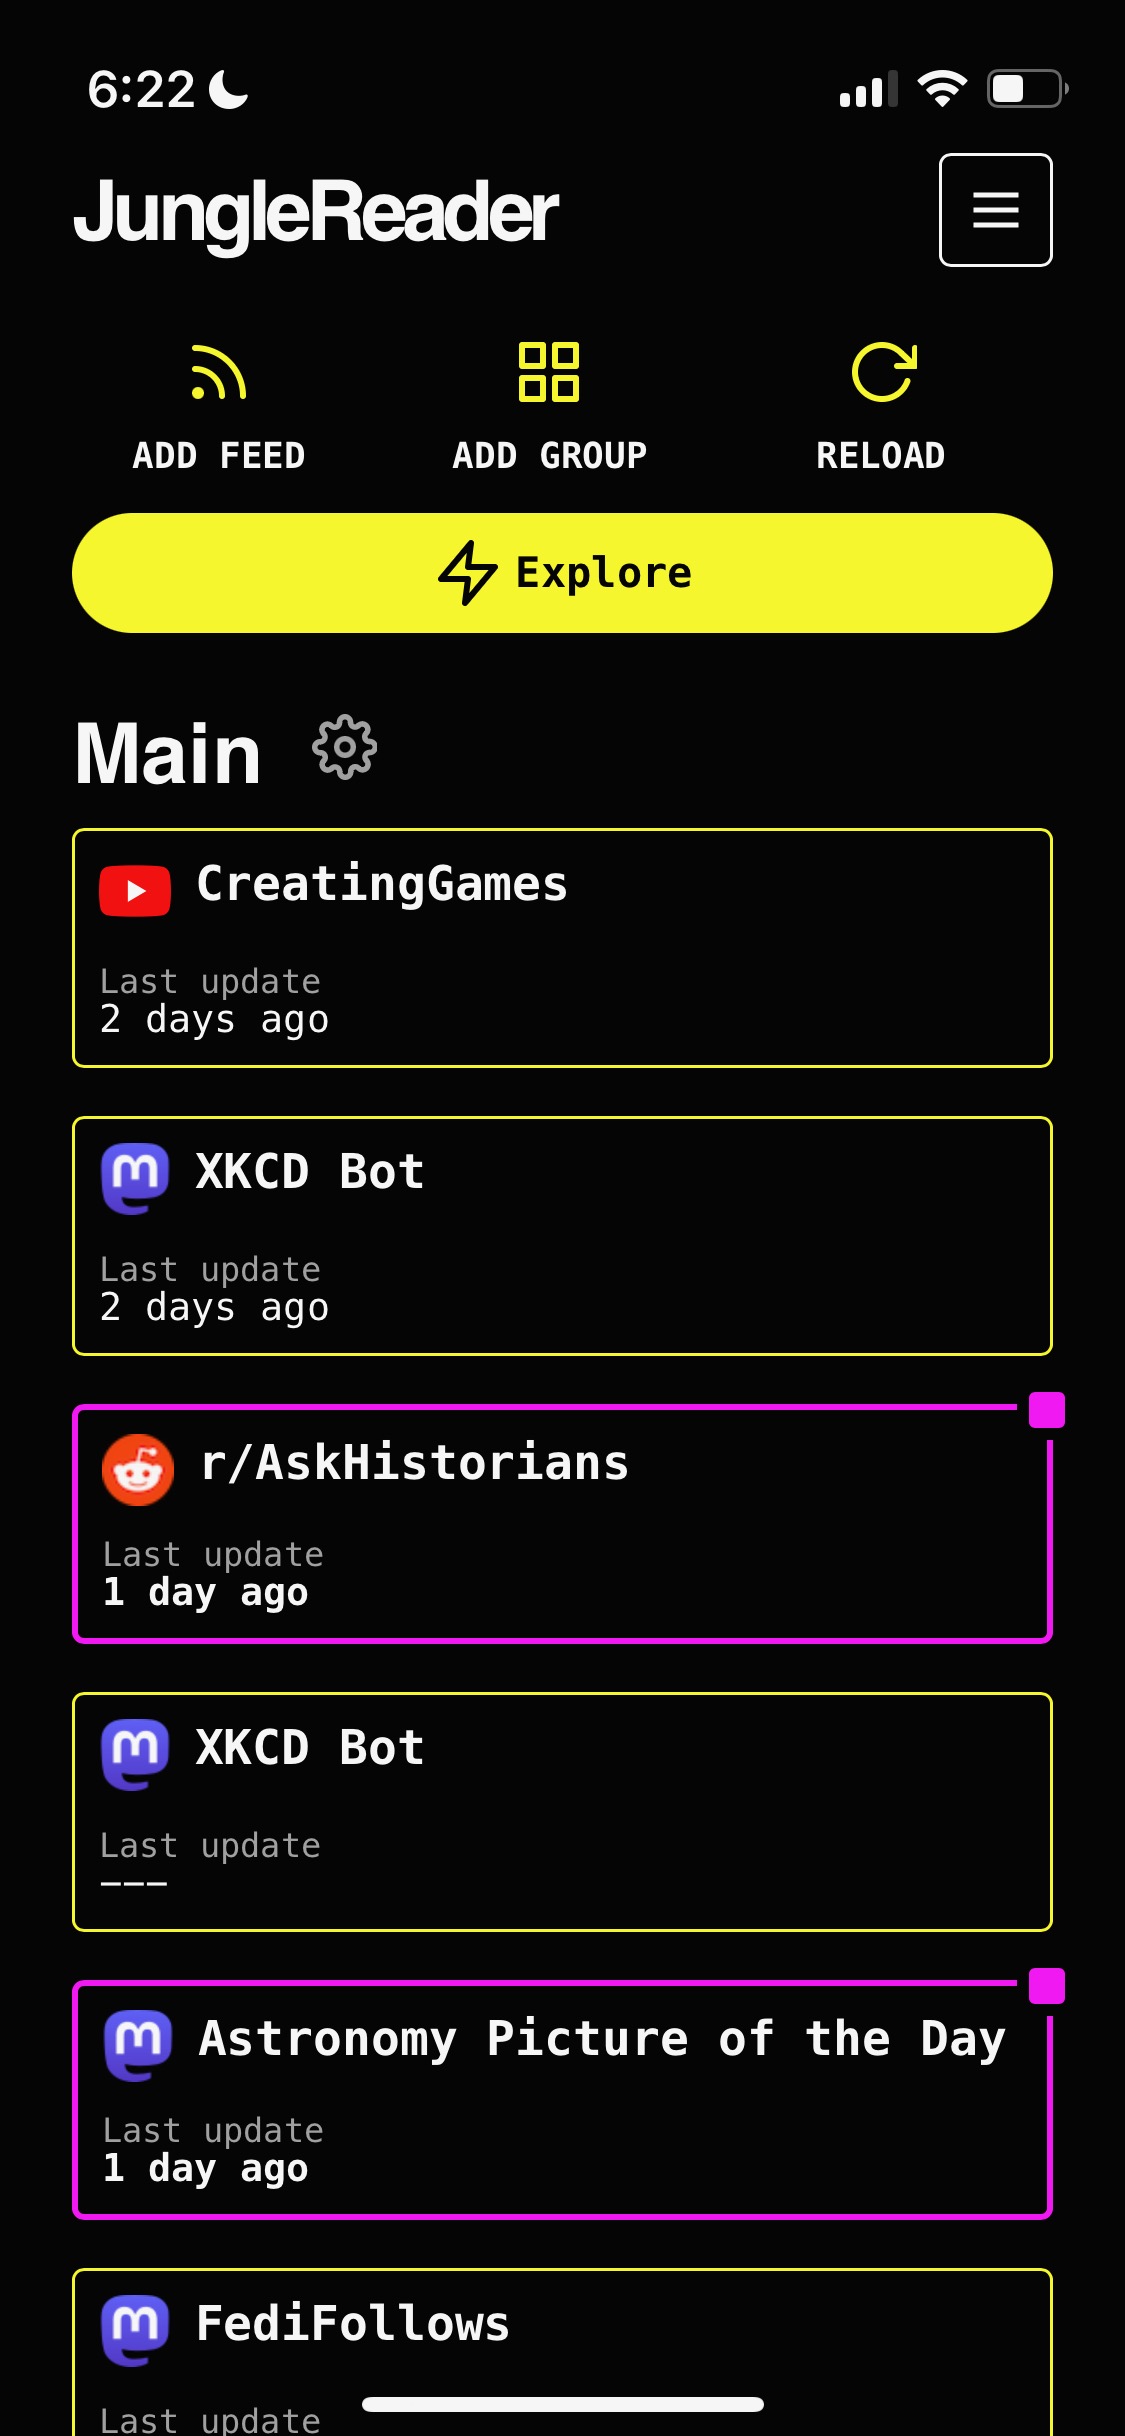 6:22
JungleReader
ADD FEED
ADD GROUP
RELOAD
Explore
Main
CreatingGames
Last update
2 days ago
XKCD Bot
Last update
2 days ago
r/AskHistorians
Last update
1 day ago
XKCD Bot
Last update
———
Astronomy Picture of the Day
Last update
1 day ago
FediFollows
Last update